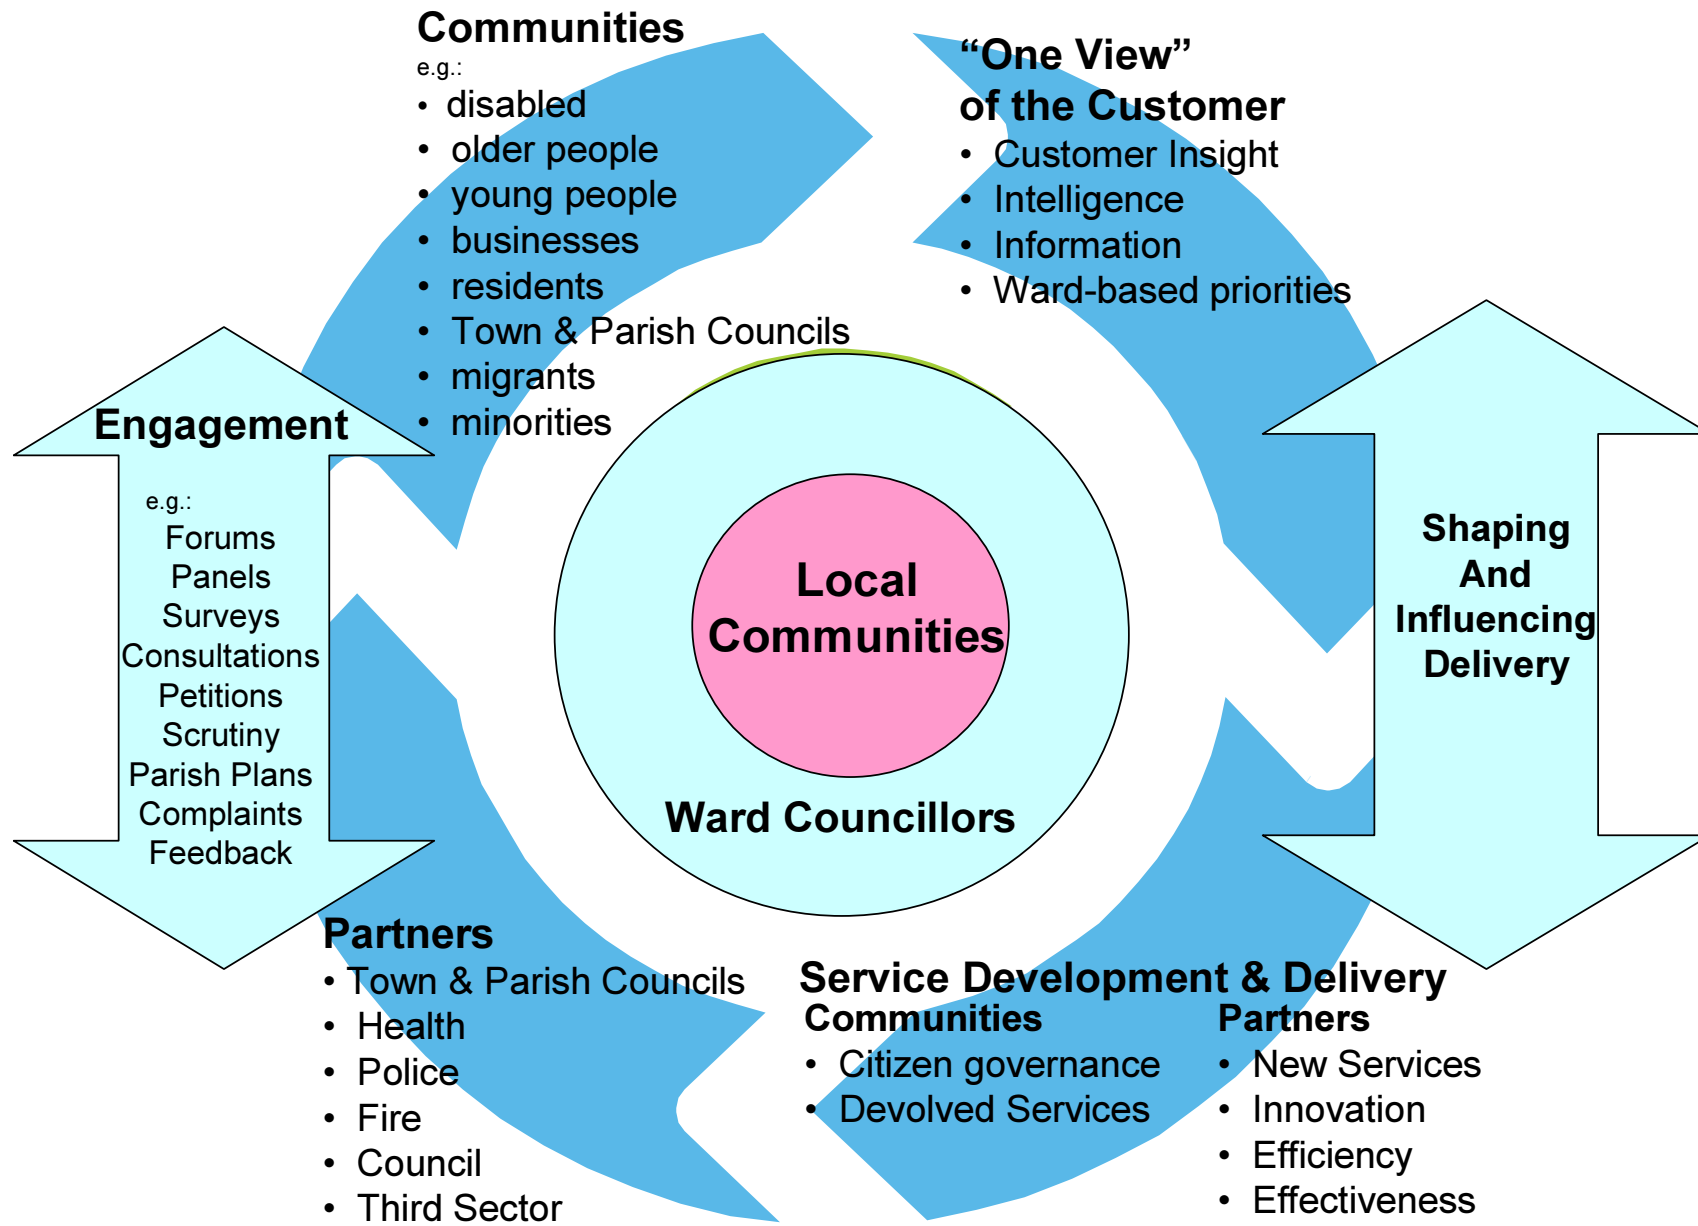 Communities
e.g.:
• disabled
• older people
• young people
• businesses
• residents
• Town & Parish Councils
• migrants
• minorities
“One View”
of the Customer
• Customer Insight
• Intelligence
• Information
• Ward-based priorities
Engagement
e.g.:
Forums
Panels
Surveys
Consultations
Petitions
Scrutiny
Parish Plans
Complaints
Feedback
Local
Communities
Ward Councillors
Shaping
And
Influencing
Delivery
Partners
• Town & Parish Councils
• Health
• Police
• Fire
• Council
• Third Sector
Service Development & Delivery
Communities
• Citizen governance
• Devolved Services
Partners
• New Services
• Innovation
• Efficiency
• Effectiveness